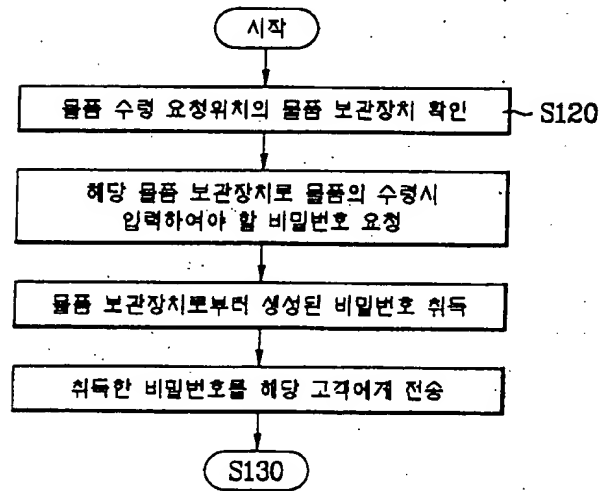 시작
물품 수령 요청위치의 물품 보관장치 확인
S120
해당 물품 보관장치로 물품의 수령시
입력하여야 할 비밀번호 요청
물품 보관장치로부터 생성된 비밀번호 취득
취득한 비밀번호를 해당 고객에게 전송
S130